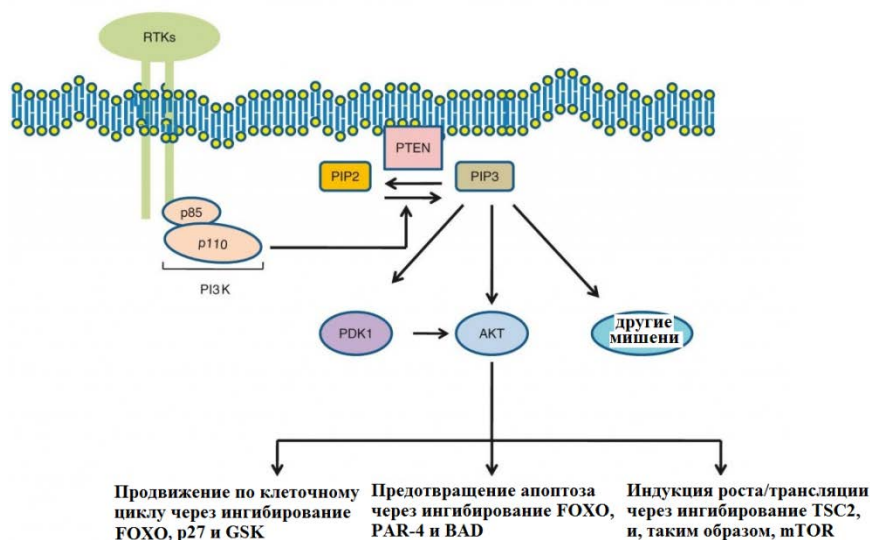 RTKs
PTEN
PIP2
PIP3
p85
p110
PI3K
PDK1
AKT
другие
мишени
Продвижение по клеточному
циклу через ингибирование
FOXO, p27 и GSK
Предотвращение апоптоза
через ингибирование FOXO,
PAR-4 и BAD
Индукция роста/трансляции
через ингибирование TSC2,
и, таким образом, mTOR